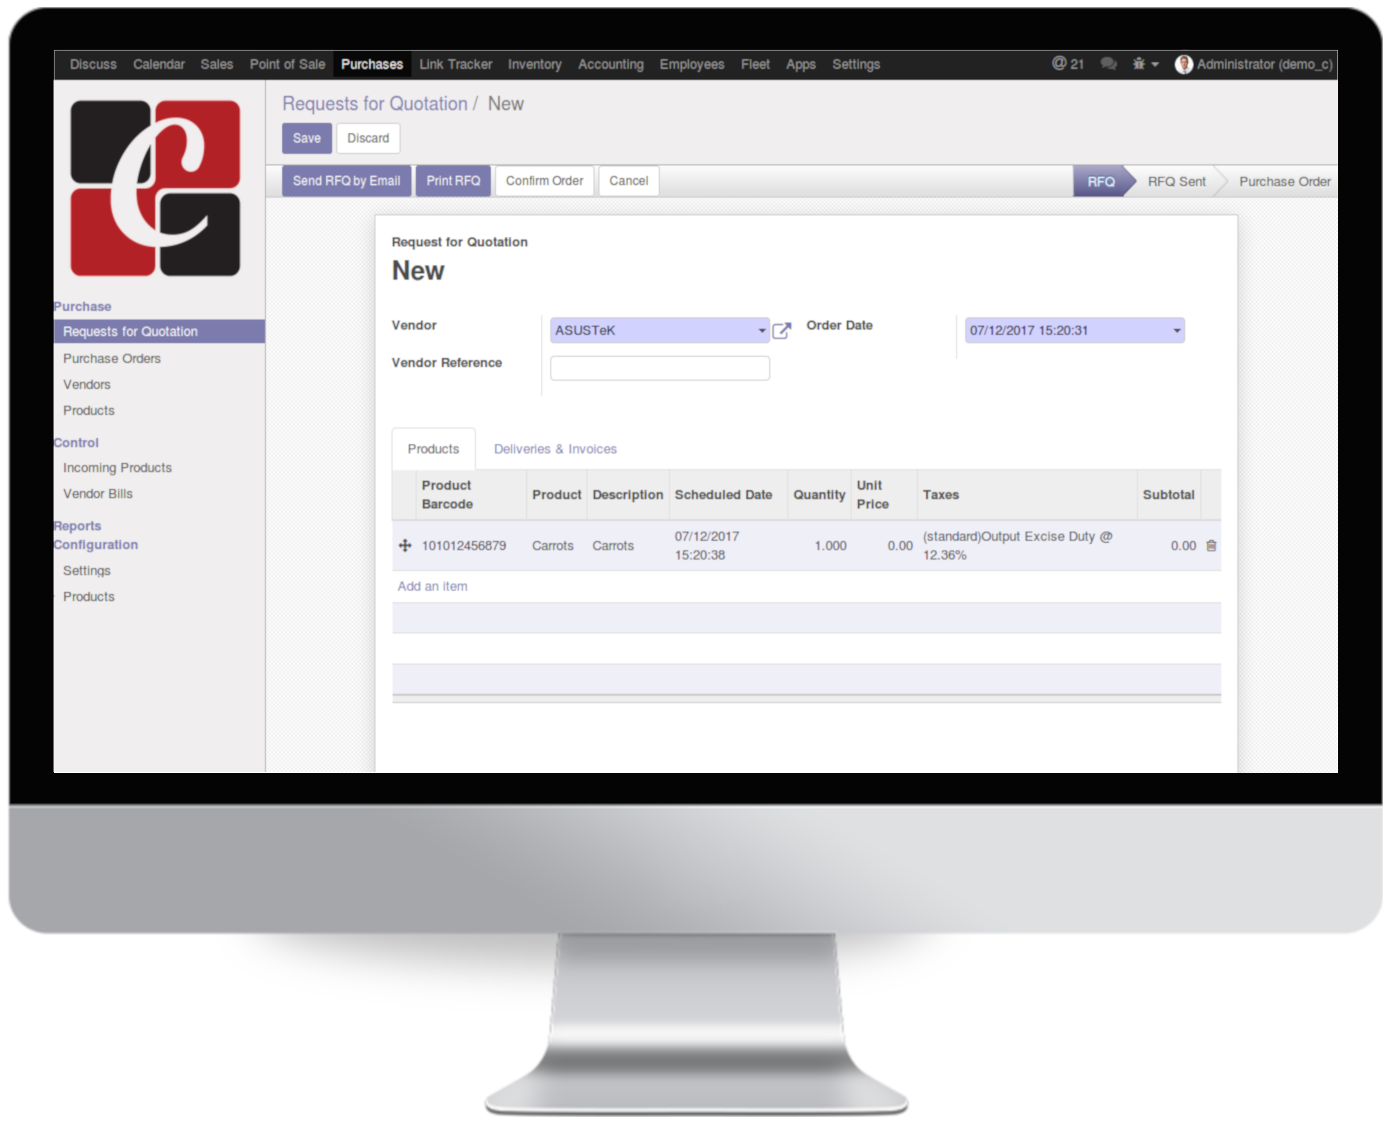 Discuss Calendar Sales Point of Sale Purchases Link Tracker Inventory Accounting Employees Fleet Apps Settings @ 21 Administrator (demo_c)
C
Requests for Quotation / New
Save Discard
Send RFQ by Email Print RFQ Confirm Order Cancel RFQ RFQ Sent Purchase Order
Purchase
Requests for Quotation
Purchase Orders
Vendors
Products
Control
Incoming Products
Vendor Bills
Reports
Configuration
Settings
Products
Request for Quotation
New
Vendor ASUSTeK Order Date 07/12/2017 15:20:31
Vendor Reference
Products Deliveries & Invoices
Product Barcode Product Description Scheduled Date Quantity Unit Price Taxes Subtotal
101012456879 Carrots Carrots 07/12/2017 15:20:38 1.000 0.00 (standard)Output Excise Duty @ 12.36% 0.00
Add an item